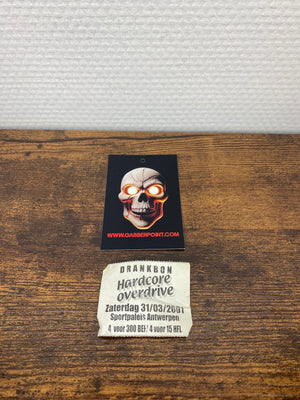 WWW.GABBERPOINT.COM
DRANKBON
Hardcore
overdrive
Zaterdag 31/03/2001
Sportpaleis Antwerpen
4 voor 300 BEF/ 4 voor 15 HFL